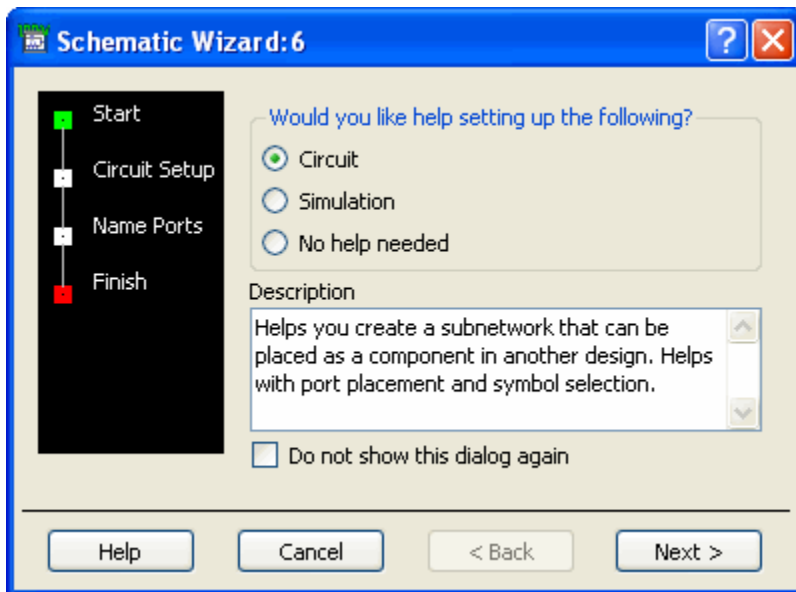 Schematic Wizard:6
Start
Circuit Setup
Name Ports
Finish
Would you like help setting up the following?
Circuit
Simulation
No help needed
Description
Helps you create a subnetwork that can be
placed as a component in another design. Helps
with port placement and symbol selection.
Do not show this dialog again
Help
Cancel
< Back
Next >